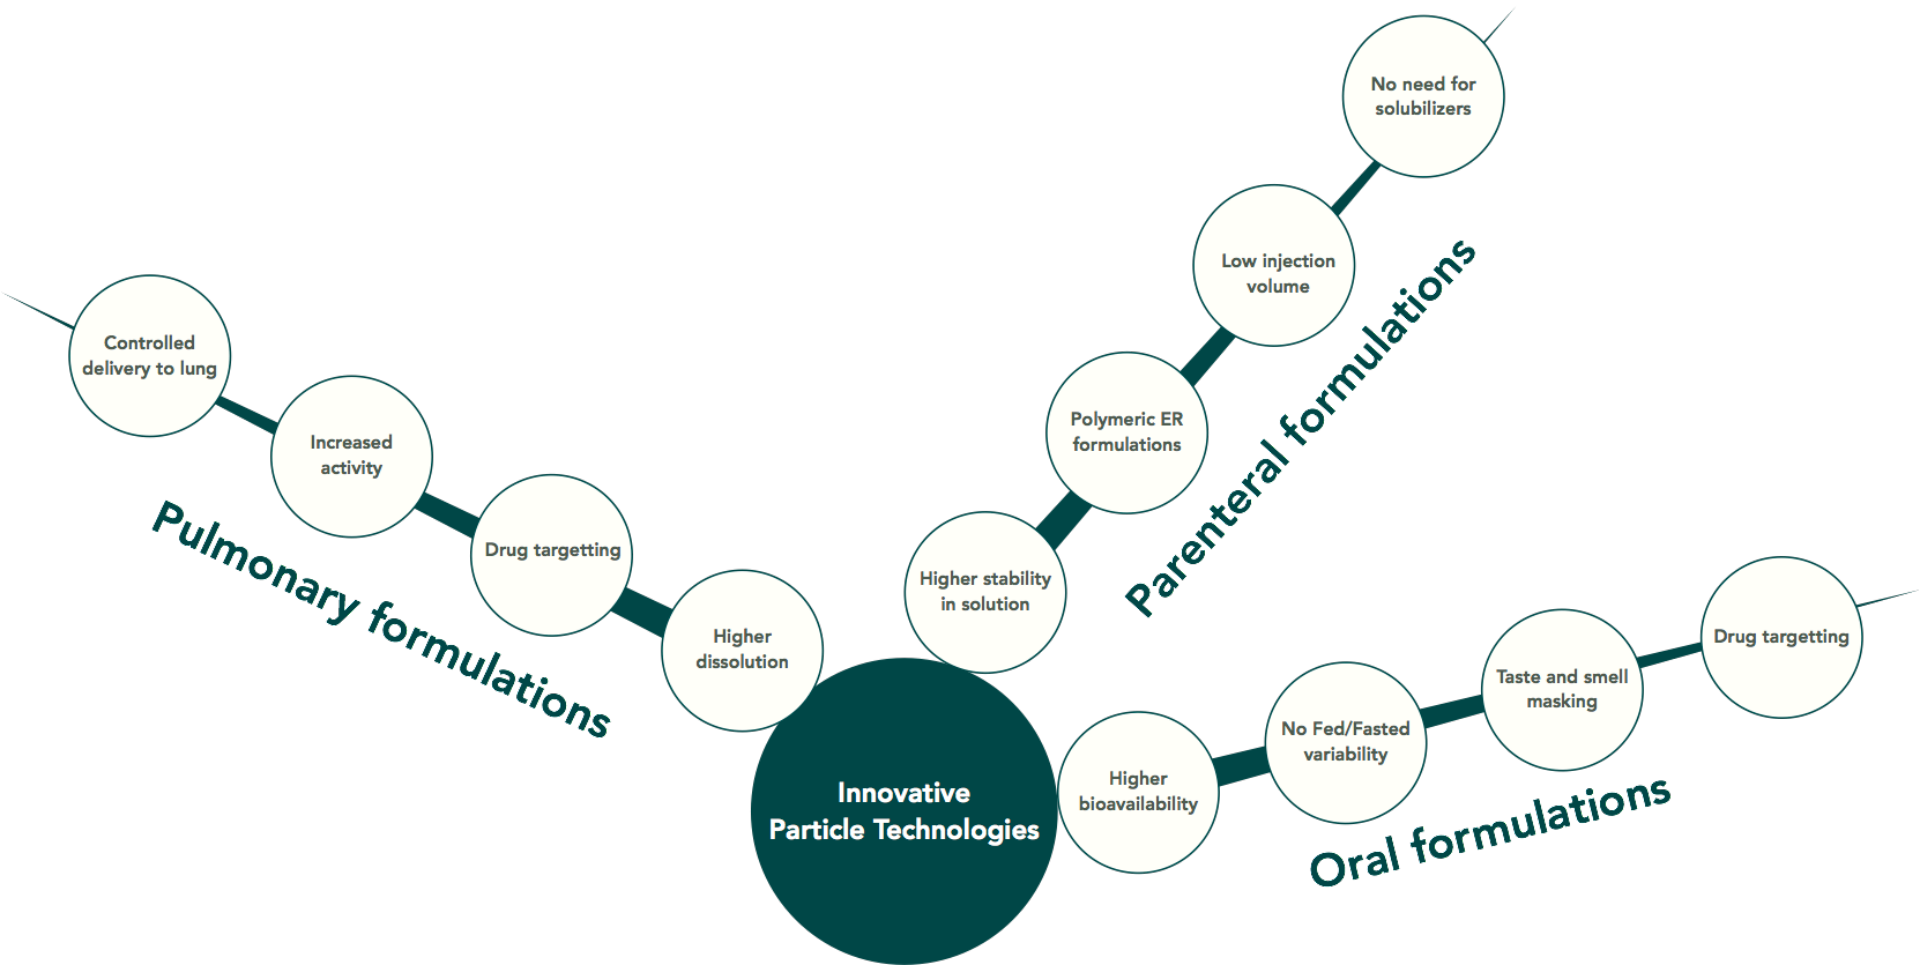 No need for
solubilizers
Low injection
volume
Polymeric ER
formulations
Higher stability
in solution
Parenteral formulations
Controlled
delivery to lung
Increased
activity
Drug targetting
Higher
dissolution
Pulmonary formulations
Innovative
Particle Technologies
Higher
bioavailability
No Fed/Fasted
variability
Taste and smell
masking
Drug targetting
Oral formulations